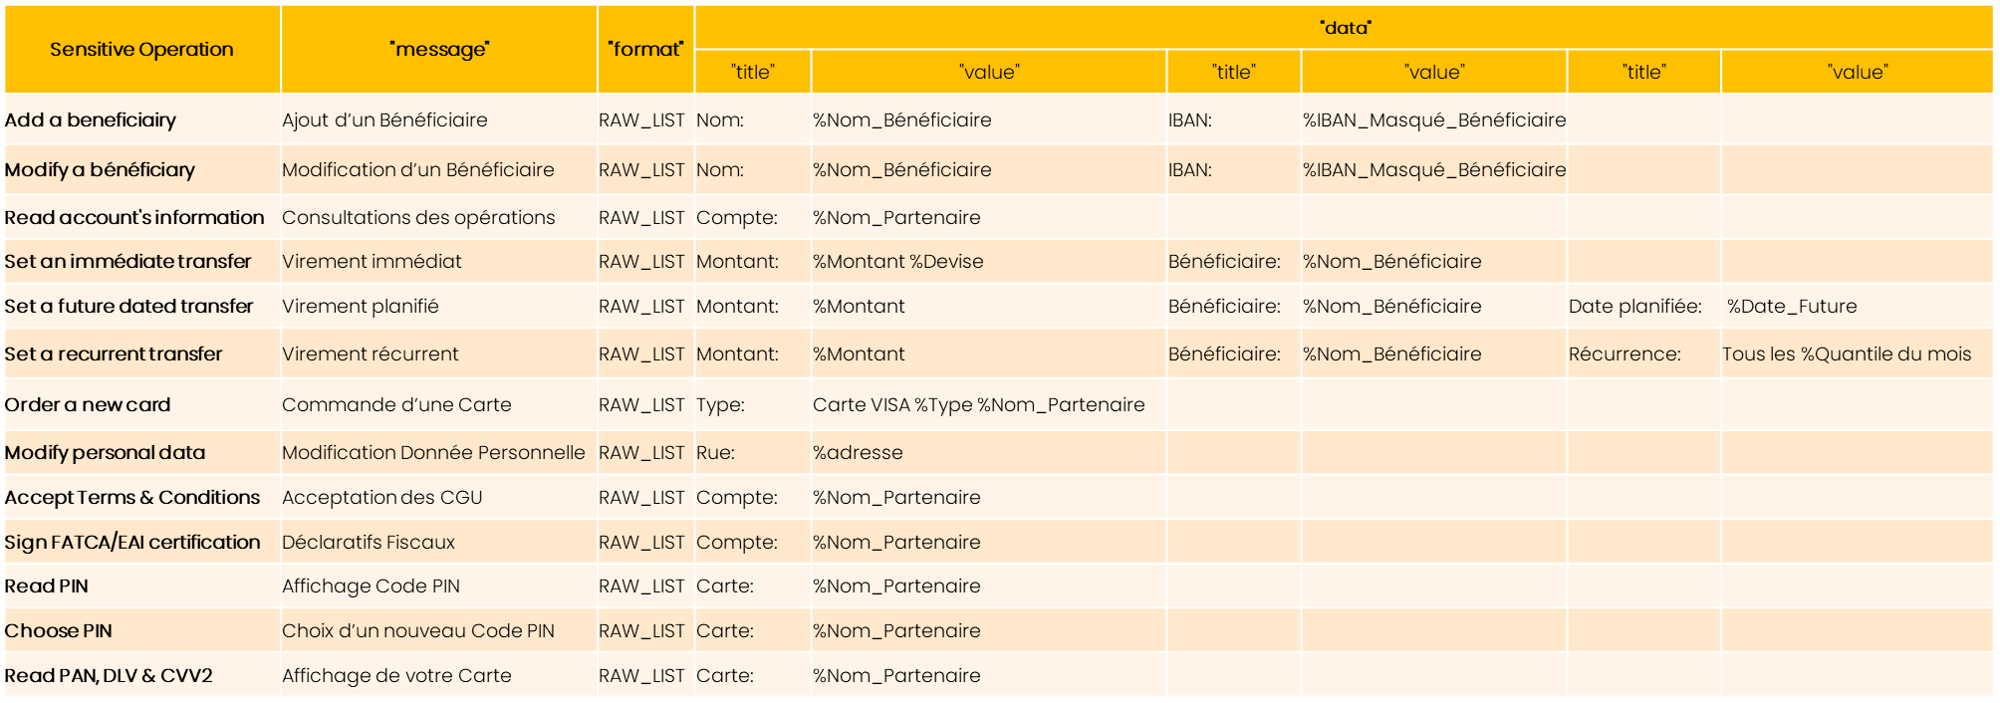 Sensitive Operation "message" "format" "data"
"title" "value" "title" "value" "title" "value"
Add a beneficiairy Ajout d’un Bénéficiaire RAW_LIST Nom: %Nom_Bénéficiaire IBAN: %IBAN_Masqué_Bénéficiaire
Modify a bénéficiary Modification d’un Bénéficiaire RAW_LIST Nom: %Nom_Bénéficiaire IBAN: %IBAN_Masqué_Bénéficiaire
Read account's information Consultations des opérations RAW_LIST Compte: %Nom_Partenaire
Set an immédiate transfer Virement immédiat RAW_LIST Montant: %Montant %Devise Bénéficiaire: %Nom_Bénéficiaire
Set a future dated transfer Virement planifié RAW_LIST Montant: %Montant Bénéficiaire: %Nom_Bénéficiaire Date planifiée: %Date_Future
Set a recurrent transfer Virement récurrent RAW_LIST Montant: %Montant Bénéficiaire: %Nom_Bénéficiaire Récurrence: Tous les %Quantile du mois
Order a new card Commande d’une Carte RAW_LIST Type: Carte VISA %Type %Nom_Partenaire
Modify personal data Modification Donnée Personnelle RAW_LIST Rue: %adresse
Accept Terms & Conditions Acceptation des CGU RAW_LIST Compte: %Nom_Partenaire
Sign FATCA/EAI certification Déclaratifs Fiscaux RAW_LIST Compte: %Nom_Partenaire
Read PIN Affichage Code PIN RAW_LIST Carte: %Nom_Partenaire
Choose PIN Choix d’un nouveau Code PIN RAW_LIST Carte: %Nom_Partenaire
Read PAN, DLV & CVV2 Affichage de votre Carte RAW_LIST Carte: %Nom_Partenaire